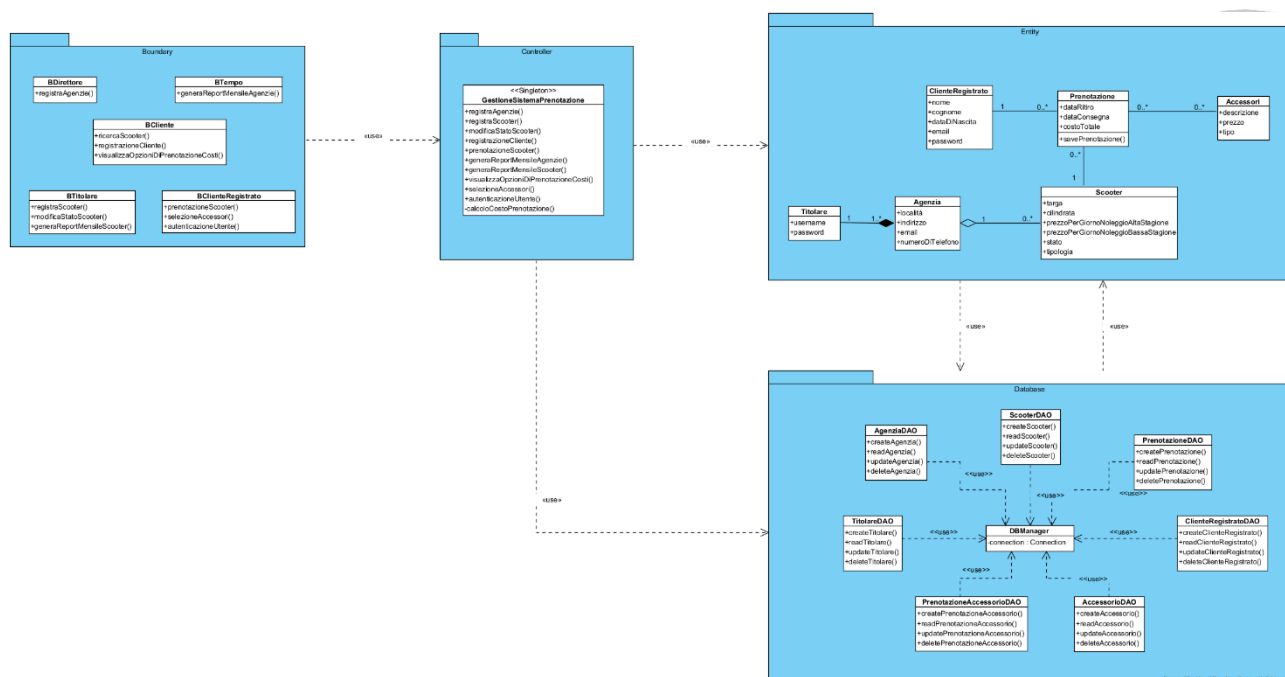 Boundary
BDirettore
+registraAgenzie()
BTempo
+generaReportMensileAgenzie()
BCliente
+ricercaScooter()
+registrazioneCliente()
+visualizzaOpzioniDiPrenotazioneCosti()
BTitolare
+registraScooter()
+modificaStatoScooter()
+generaReportMensileScooter()
BClienteRegistrato
+prenotazioneScooter()
+selezioneAccessori()
+autenticazioneUtente()
«use»
Controller
<<Singleton>>
GestioneSistemaPrenotazione
+registraAgenzie()
+registraScooter()
+modificaStatoScooter()
+registrazioneCliente()
+prenotazioneScooter()
+generaReportMensileAgenzie()
+generaReportMensileScooter()
+visualizzaOpzioniDiPrenotazioneCosti()
+selezioneAccessori()
+autenticazioneUtente()
-calcoloCostoPrenotazione()
«use»
«use»
Entity
ClienteRegistrato
+nome
+cognome
+dataDiNascita
+email
+password
1
0..*
Prenotazione
+dataRitiro
+dataConsegna
+costoTotale
+savePrenotazione()
0..*
0..*
Accessori
+descrizione
+prezzo
+tipo
0..*
1
Titolare
+username
+password
1
1..*
Agenzia
+località
+indirizzo
+email
+numeroDiTelefono
1
0..*
Scooter
+targa
+cilindrata
+prezzoPerGiornoNoleggioAltaStagione
+prezzoPerGiornoNoleggioBassaStagione
+stato
+tipologia
«use»
«use»
Database
AgenziaDAO
+createAgenzia()
+readAgenzia()
+updateAgenzia()
+deleteAgenzia()
<<use>>
ScooterDAO
+createScooter()
+readScooter()
+updateScooter()
+deleteScooter()
<<use>>
PrenotazioneDAO
+createPrenotazione()
+readPrenotazione()
+updatePrenotazione()
+deletePrenotazione()
<<use>>
TitolareDAO
+createTitolare()
+readTitolare()
+updateTitolare()
+deleteTitolare()
<<use>>
DBManager
-connection : Connection
<<use>>
ClienteRegistratoDAO
+createClienteRegistrato()
+readClienteRegistrato()
+updateClienteRegistrato()
+deleteClienteRegistrato()
<<use>>
<<use>>
PrenotazioneAccessorioDAO
+createPrenotazioneAccessorio()
+readPrenotazioneAccessorio()
+updatePrenotazioneAccessorio()
+deletePrenotazioneAccessorio()
AccessorioDAO
+createAccessorio()
+readAccessorio()
+updateAccessorio()
+deleteAccessorio()